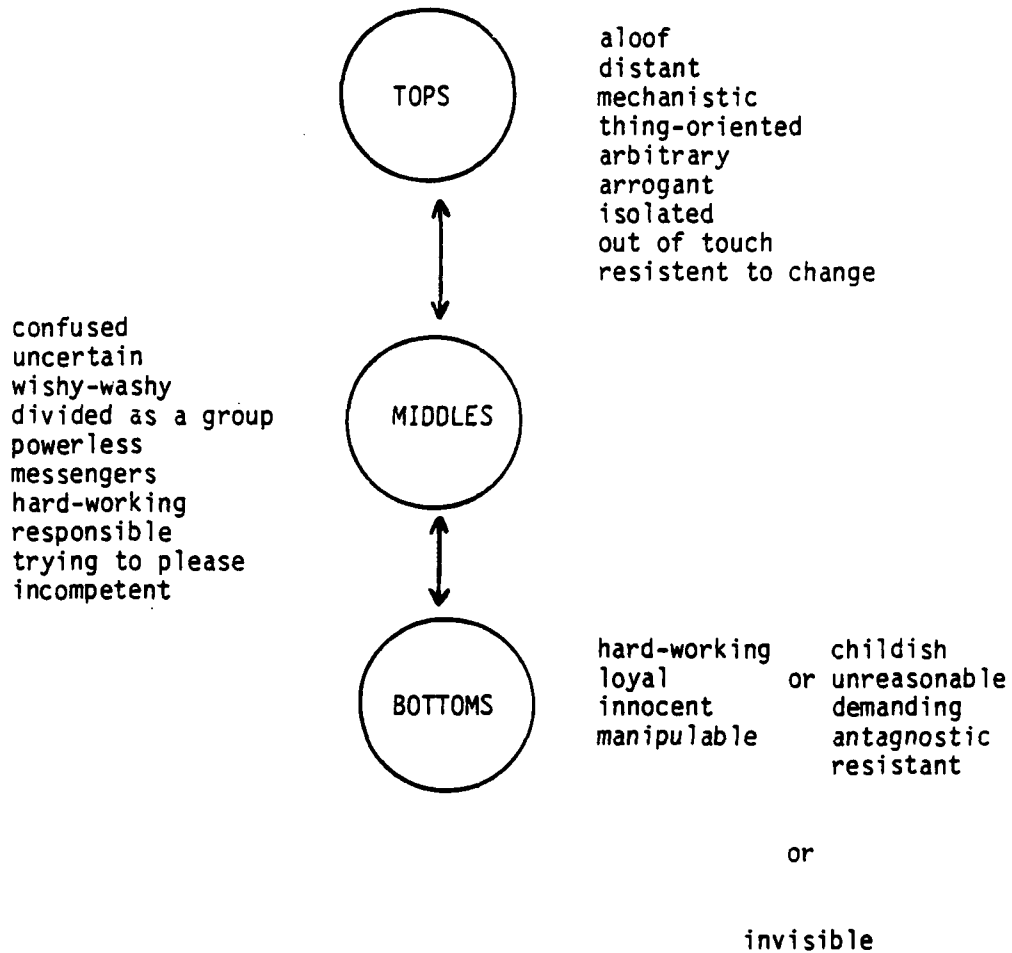 TOPS
aloof
distant
mechanistic
thing-oriented
arbitrary
arrogant
isolated
out of touch
resistent to change
confused
uncertain
wishy-washy
divided as a group
powerless
messengers
hard-working
responsible
trying to please
incompetent
MIDDLES
BOTTOMS
hard-working childish
loyal or unreasonable
innocent demanding
manipulable antagnostic
resistant
or
invisible